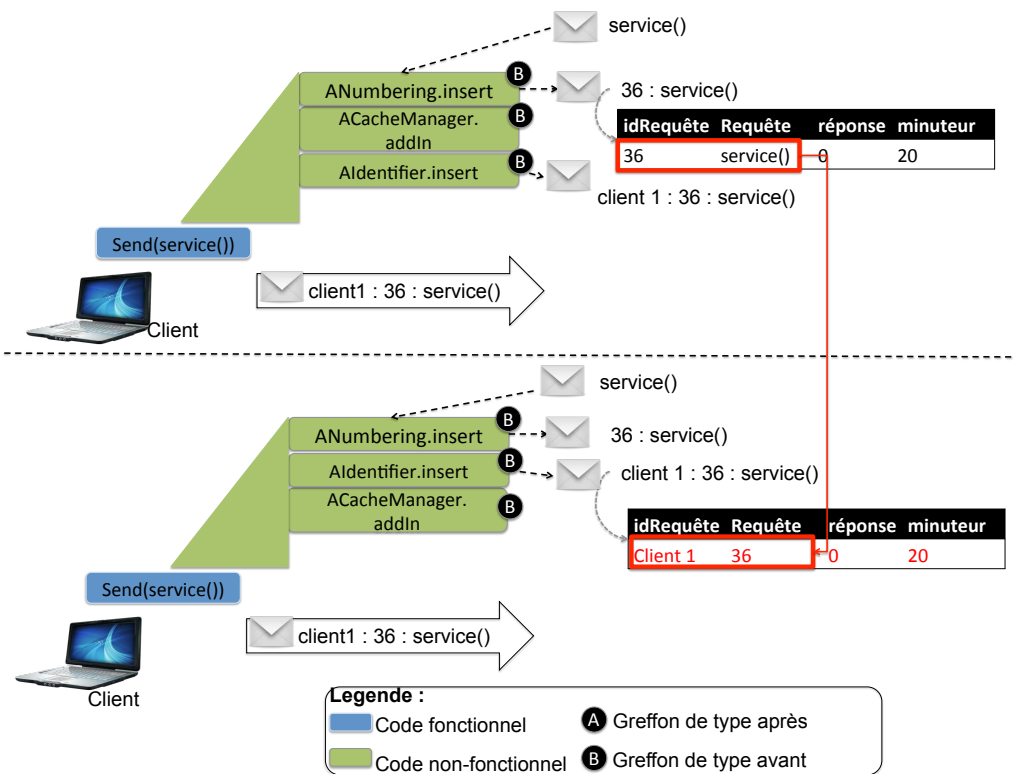 service()
B
ANumbering.insert
36 : service()
B
ACacheManager.
addIn
idRequête Requête réponse minuteur
36 service() 0 20
B
AIdentifier.insert
client 1 : 36 : service()
Send(service())
client1 : 36 : service()
Client
service()
B
ANumbering.insert
36 : service()
B
AIdentifier.insert
client 1 : 36 : service()
ACacheManager.
addIn
B
idRequête Requête réponse minuteur
Client 1 36 0 20
Send(service())
client1 : 36 : service()
Client
Legende :
Code fonctionnel
A Greffon de type après
Code non-fonctionnel
B Greffon de type avant